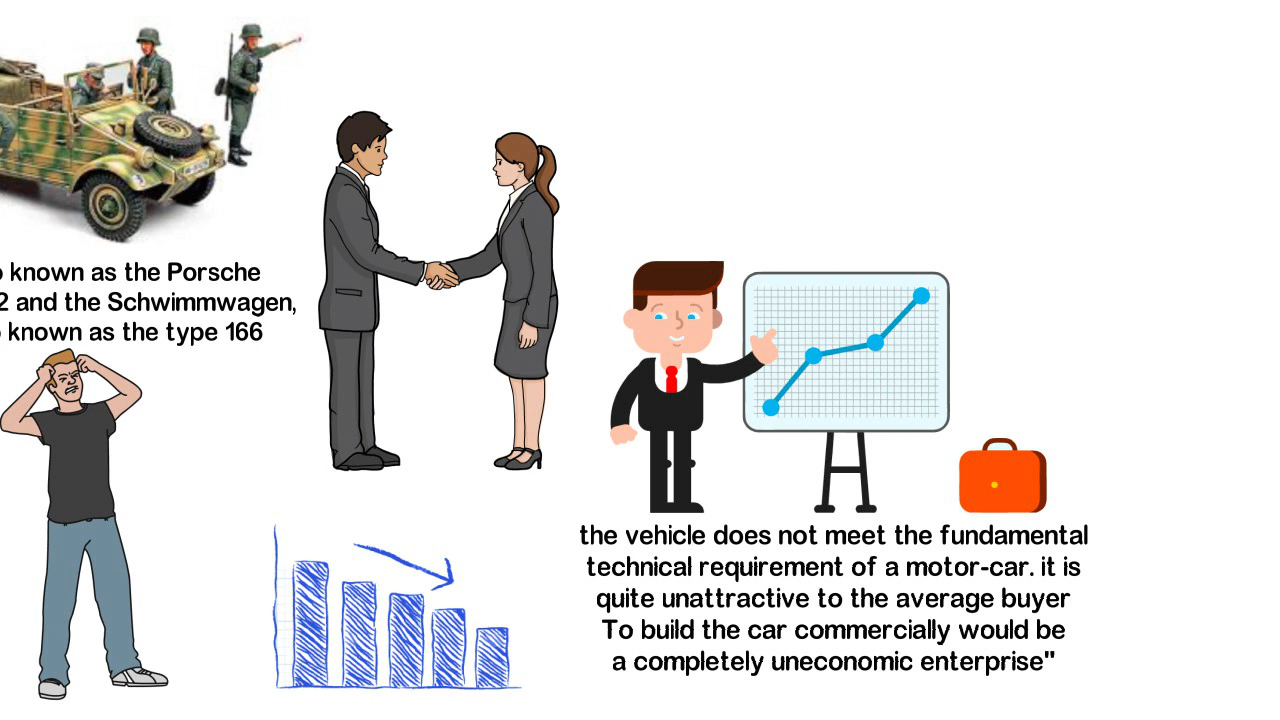 known as the Porsche
2 and the Schwimmwagen,
known as the type 166
the vehicle does not meet the fundamental
technical requirement of a motor-car. it is
quite unattractive to the average buyer
To build the car commercially would be
a completely uneconomic enterprise"